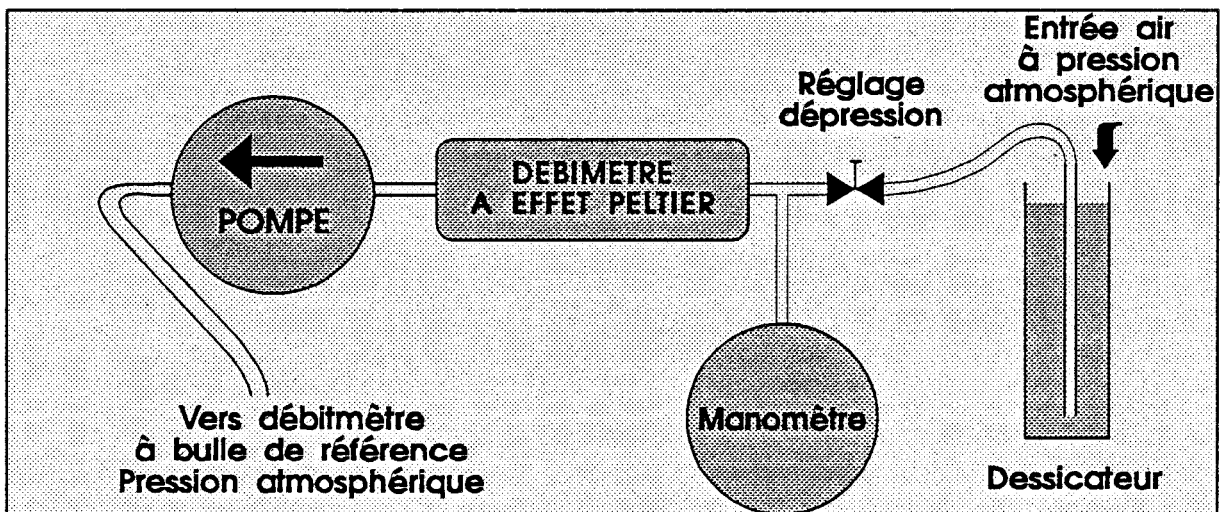 Entrée air
à pression
atmosphérique
Réglage
dépression
DEBIMETRE
A EFFET PELTIER
POMPE
Manomètre
Vers débitmètre
à bulle de référence
Pression atmosphérique
Dessicateur